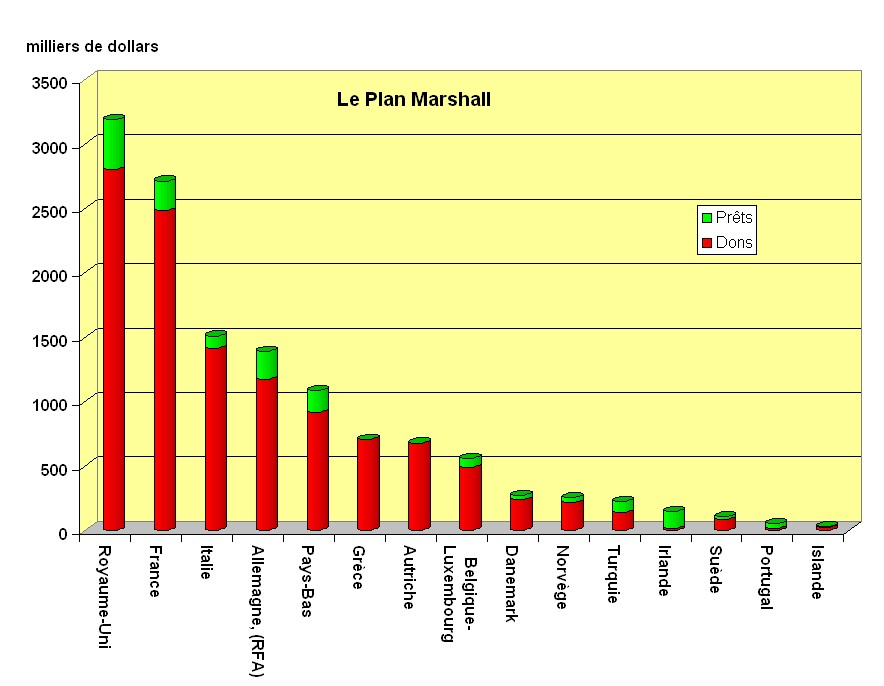 milliers de dollars
Le Plan Marshall
3500
3000
2500
2000
1500
1000
500
0
Prêts
Dons
Royaume-Uni
France
Italie
Allemagne, (RFA)
Pays-Bas
Grèce
Autriche
Belgique-
Luxembourg
Danemark
Norvège
Turquie
Irlande
Suède
Portugal
Islande